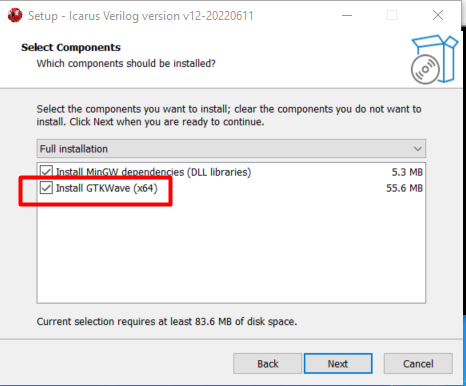 Setup - Icarus Verilog version v12-20220611
Select Components
Which components should be installed?
Select the components you want to install; clear the components you do not want to
install. Click Next when you are ready to continue.
Full installation
Install MinGW dependencies (DLL libraries) 5.3 MB
Install GTKWave (x64) 55.6 MB
Current selection requires at least 83.6 MB of disk space.
Back Next Cancel